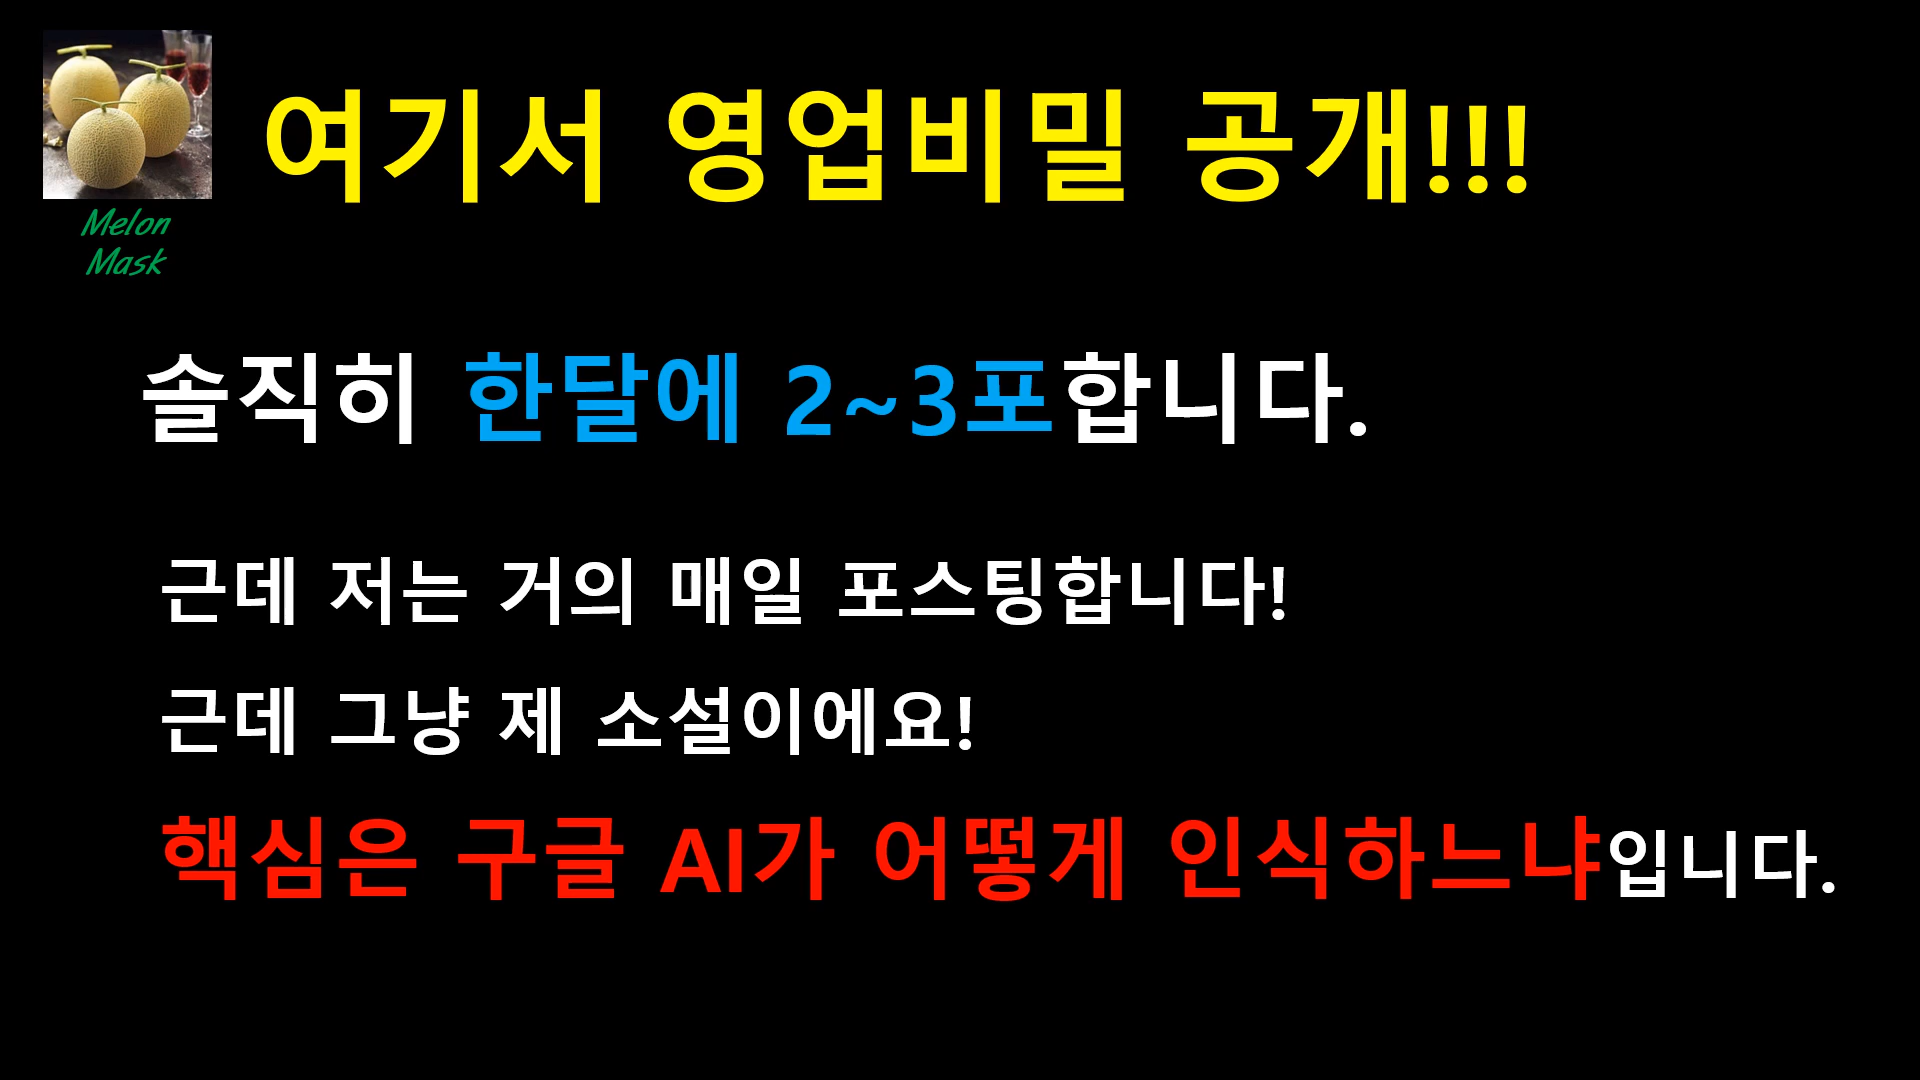 Melon
Mask
여기서 영업비밀 공개!!!
솔직히 한달에 2~3포합니다.
근데 저는 거의 매일 포스팅합니다!
근데 그냥 제 소설이에요!
핵심은 구글 AI가 어떻게 인식하느냐입니다.